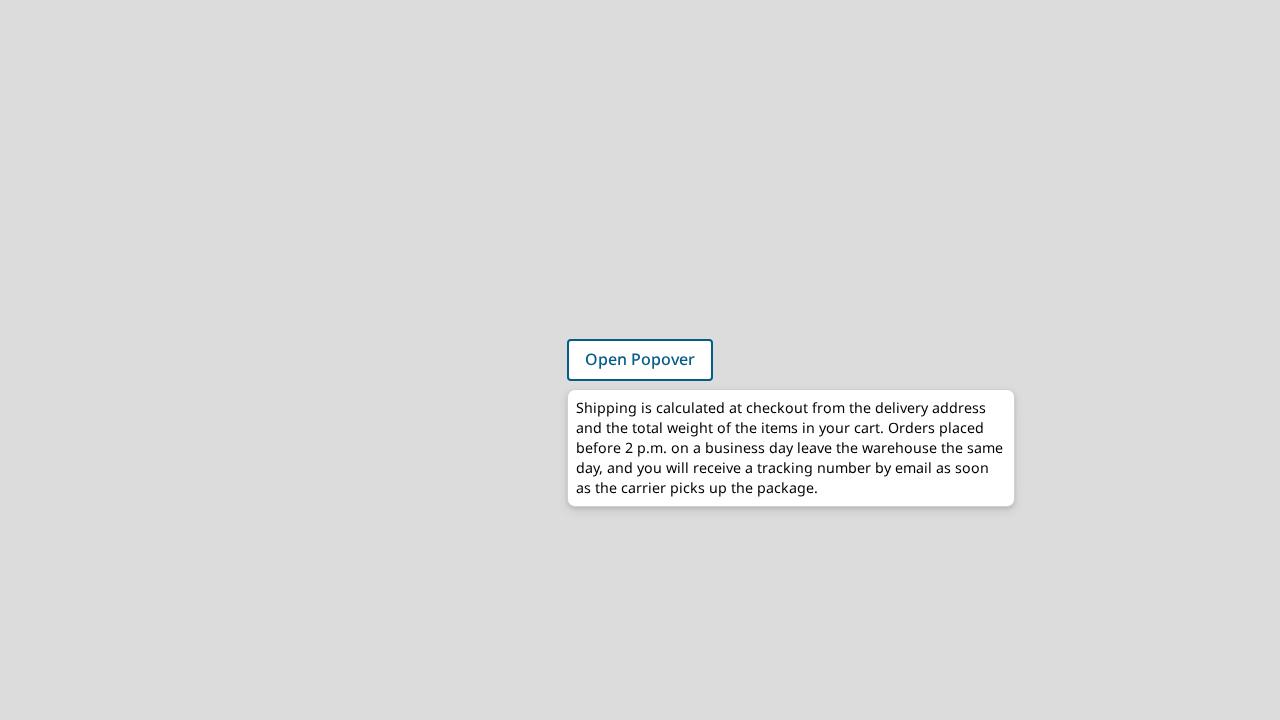 Open Popover
Shipping is calculated at checkout from the delivery address
and the total weight of the items in your cart. Orders placed
before 2 p.m. on a business day leave the warehouse the same
day, and you will receive a tracking number by email as soon
as the carrier picks up the package.